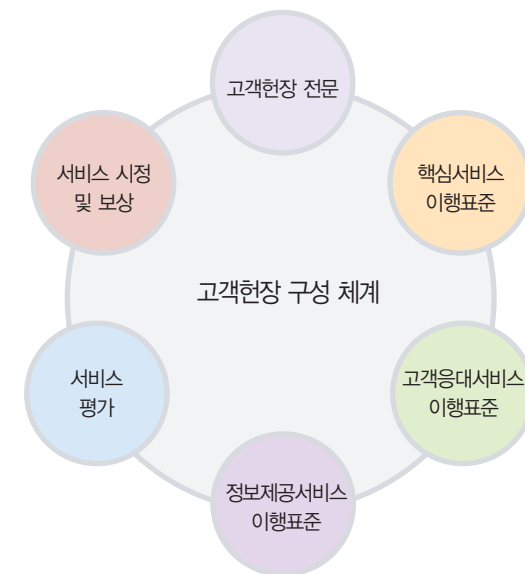 고객헌장 전문
핵심서비스
이행표준
고객응대서비스
이행표준
정보제공서비스
이행표준
서비스
평가
서비스 시정
및 보상
고객헌장 구성 체계